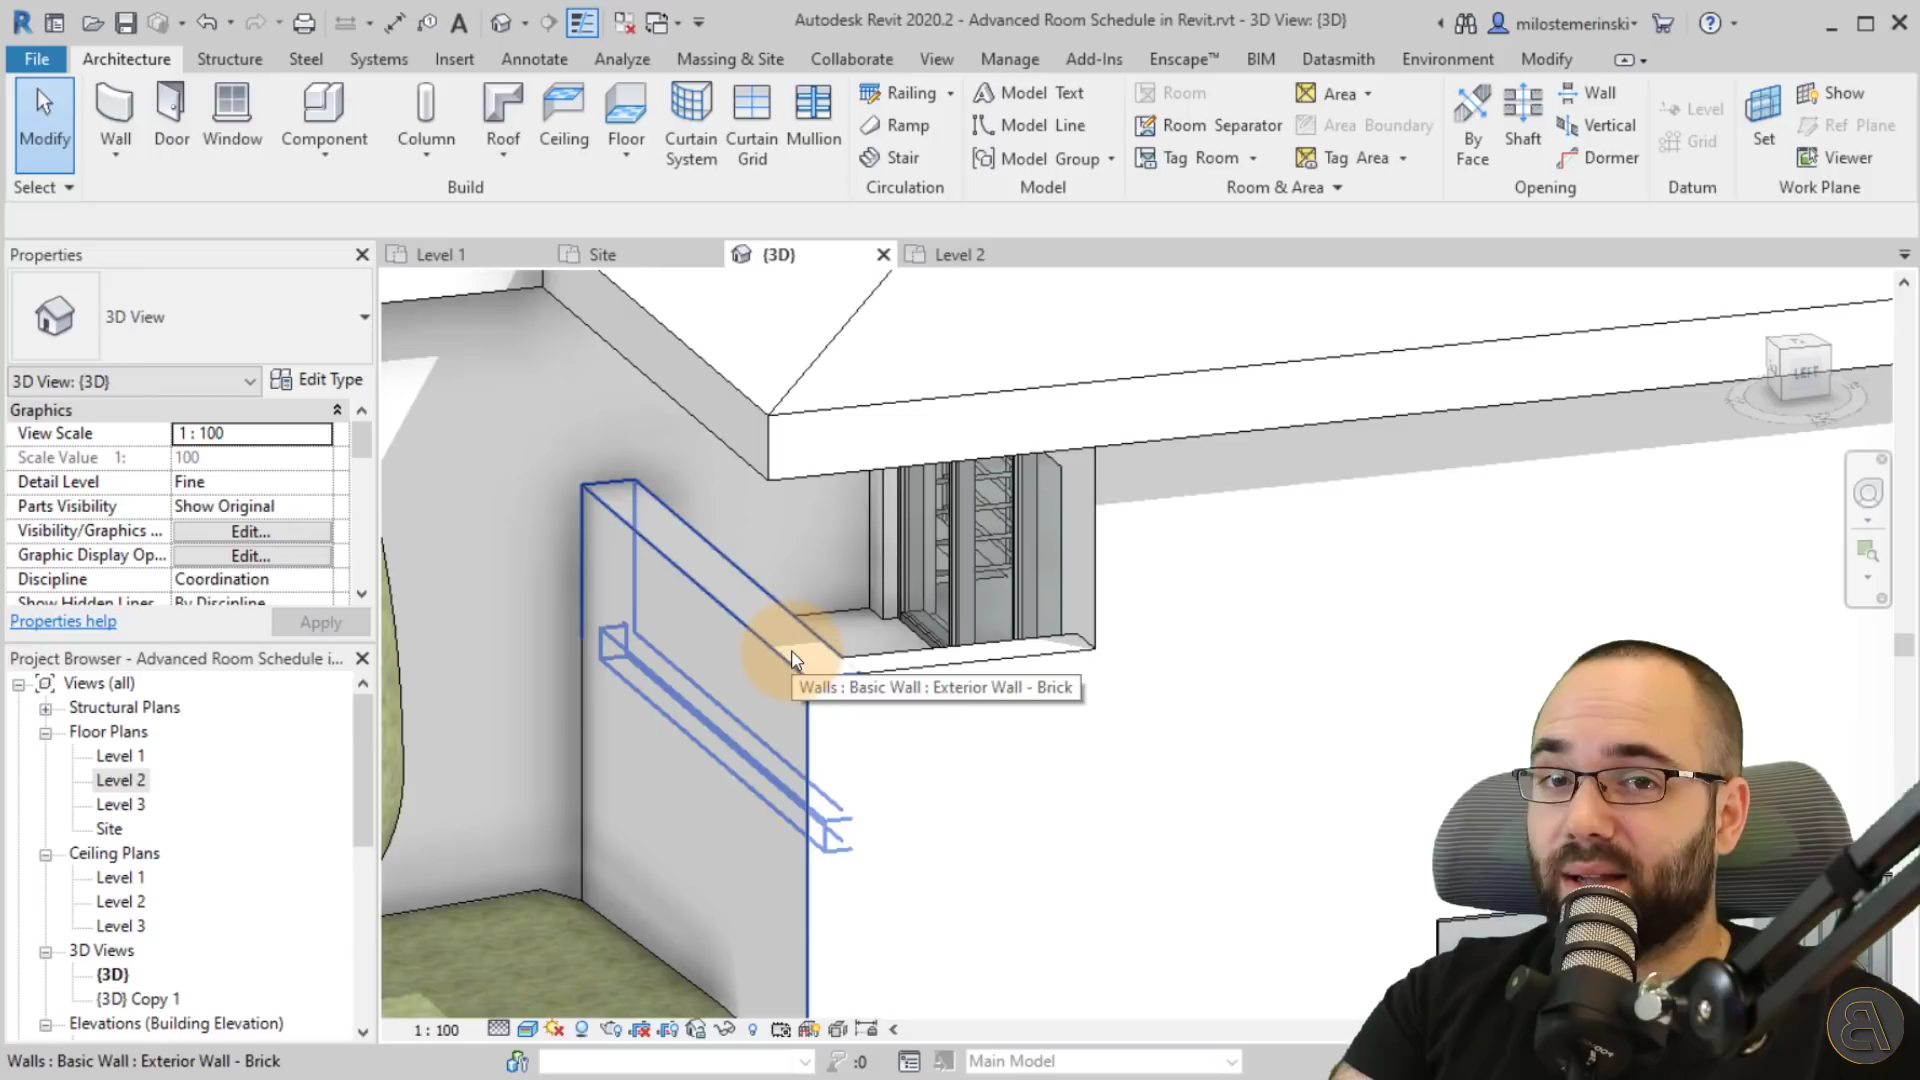 Autodesk Revit 2020.2 - Advanced Room Schedule in Revit.rvt - 3D View: {3D}
milostemerinski
File
Architecture
Structure
Steel
Systems
Insert
Annotate
Analyze
Massing & Site
Collaborate
View
Manage
Add-Ins
Enscape™
BIM
Datasmith
Environment
Modify
Modify
Wall
Door
Window
Component
Column
Roof
Ceiling
Floor
Curtain System
Curtain Grid
Mullion
Railing
Ramp
Stair
Model Text
Model Line
Model Group
Room
Room Separator
Tag Room
Area
Area Boundary
Tag Area
By Face
Shaft
Wall
Vertical
Dormer
Level
Grid
Set
Show
Ref Plane
Viewer
Select
Build
Circulation
Model
Room & Area
Opening
Datum
Work Plane
Properties
Level 1
Site
{3D}
Level 2
3D View
3D View: {3D}
Edit Type
Graphics
View Scale
1 : 100
Scale Value 1:
100
Detail Level
Fine
Parts Visibility
Show Original
Visibility/Graphics ...
Edit...
Graphic Display Op...
Edit...
Discipline
Coordination
Show Hidden Lines
By Discipline
Properties help
Apply
Project Browser - Advanced Room Schedule i...
Views (all)
Structural Plans
Floor Plans
Level 1
Level 2
Level 3
Site
Ceiling Plans
Level 1
Level 2
Level 3
3D Views
{3D}
{3D} Copy 1
Elevations (Building Elevation)
LEFT
Walls : Basic Wall : Exterior Wall - Brick
1 : 100
Walls : Basic Wall : Exterior Wall - Brick
:0
Main Model